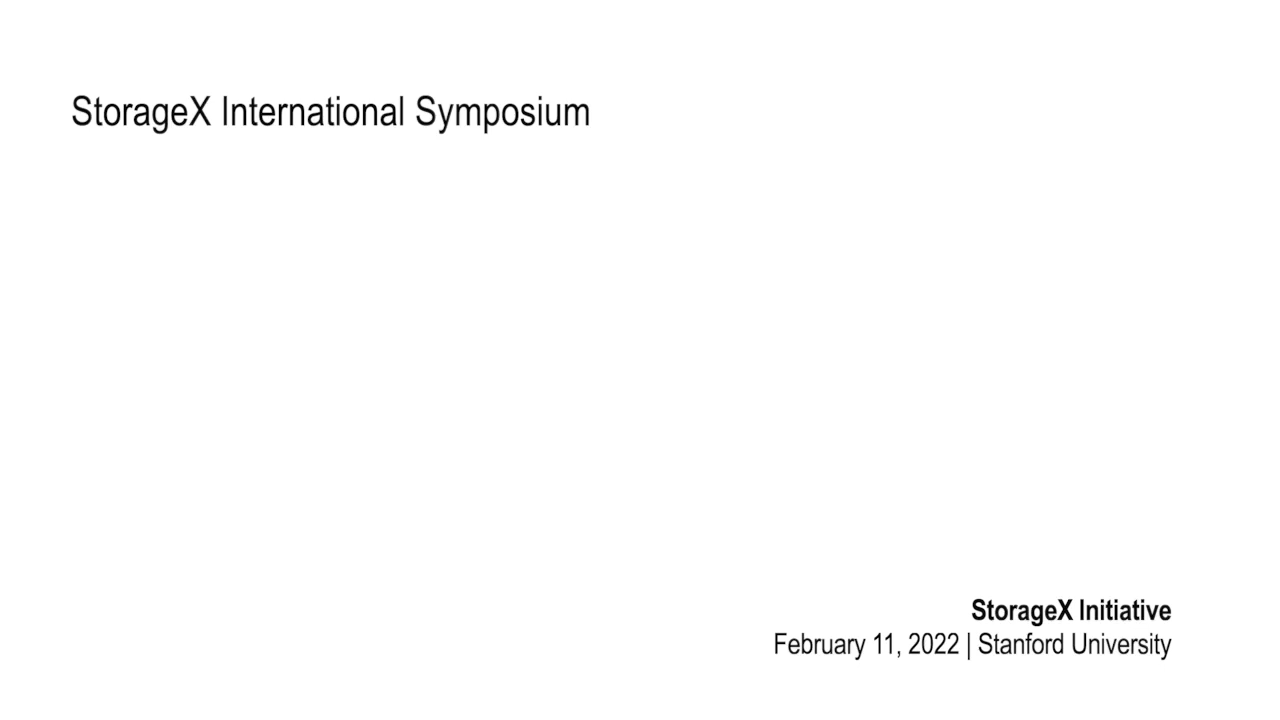 StorageX International Symposium
StorageX Initiative
February 11, 2022 | Stanford University